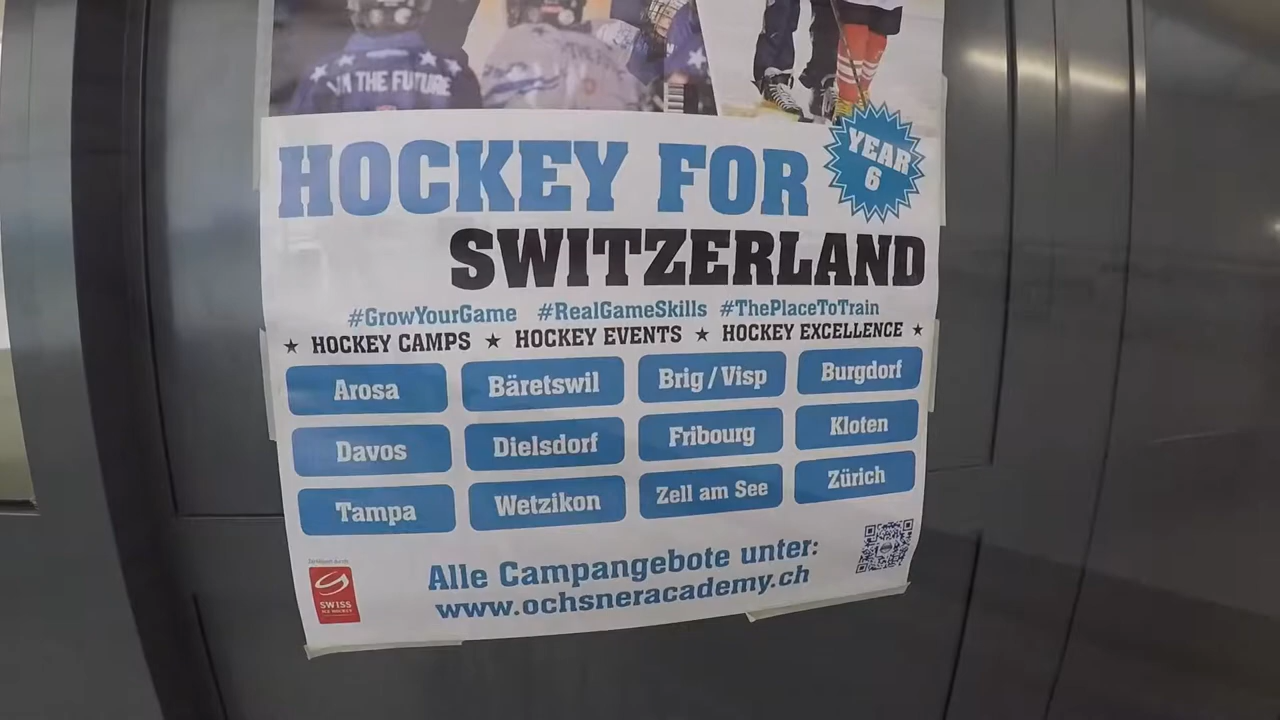 IN THE FUTURE
HOCKEY FOR
YEAR
6
SWITZERLAND
#GrowYourGame #RealGameSkills #ThePlaceToTrain
★ HOCKEY CAMPS ★ HOCKEY EVENTS ★ HOCKEY EXCELLENCE ★
Arosa Bäretswil Brig / Visp Burgdorf
Davos Dielsdorf Fribourg Kloten
Tampa Wetzikon Zell am See Zürich
Alle Campangebote unter:
www.ochsneracademy.ch
SWISS
ICE HOCKEY